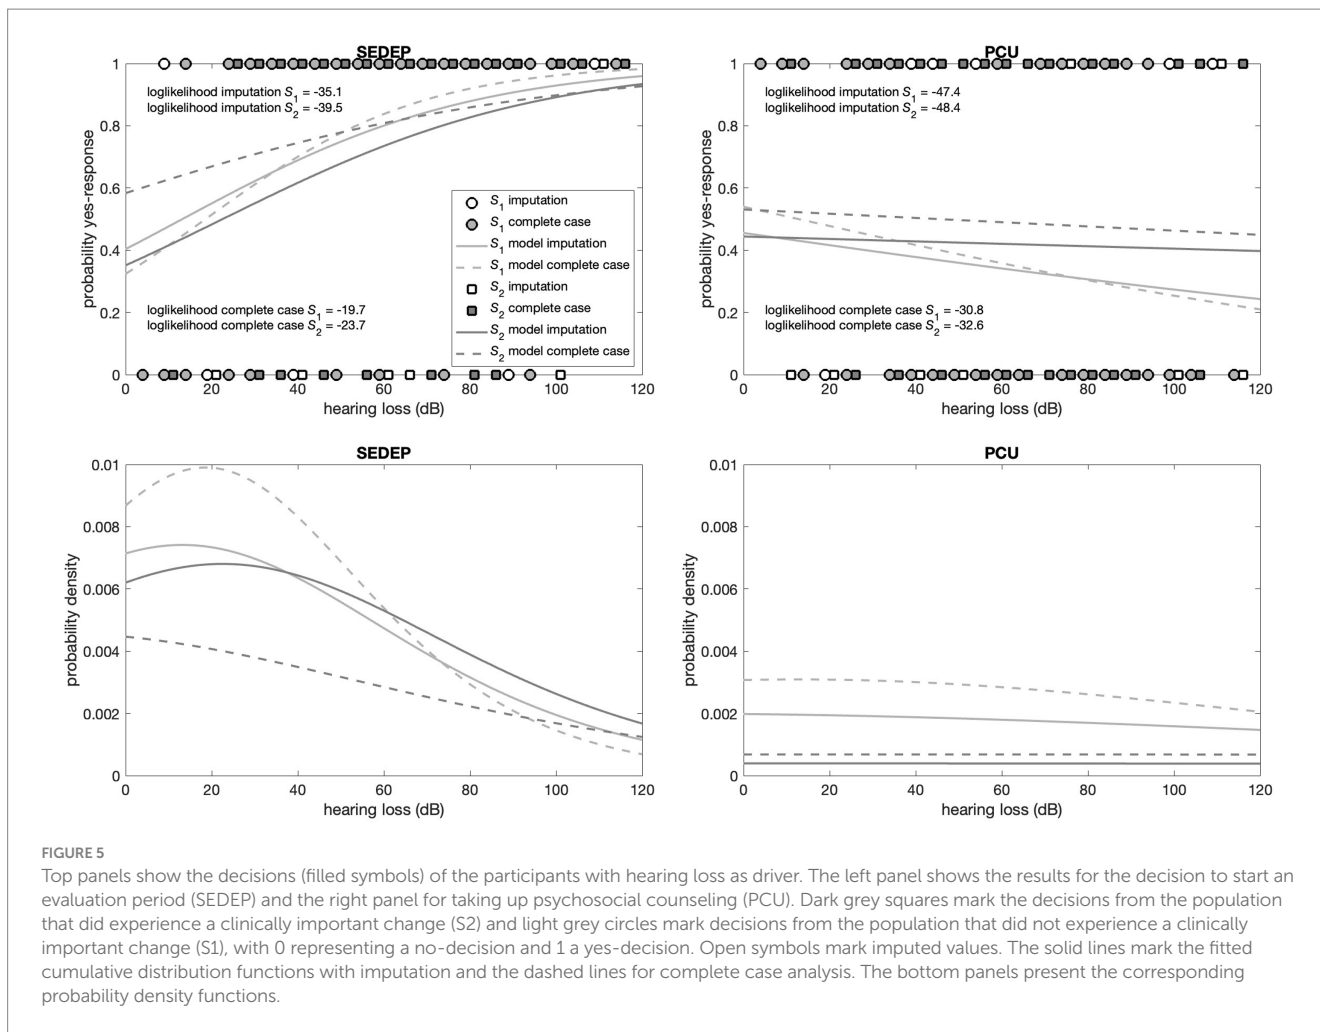 SEDEP
1
0.8
0.6
0.4
0.2
0
probability yes-response
loglikelihood imputation S1 = -35.1
loglikelihood imputation S2 = -39.5
S1 imputation
S1 complete case
S1 model imputation
S1 model complete case
S2 imputation
S2 complete case
S2 model imputation
S2 model complete case
loglikelihood complete case S1 = -19.7
loglikelihood complete case S2 = -23.7
0 20 40 60 80 100 120
hearing loss (dB)
PCU
1
0.8
0.6
0.4
0.2
0
probability yes-response
loglikelihood imputation S1 = -47.4
loglikelihood imputation S2 = -48.4
loglikelihood complete case S1 = -30.8
loglikelihood complete case S2 = -32.6
0 20 40 60 80 100 120
hearing loss (dB)
SEDEP
0.01
0.008
0.006
0.004
0.002
0
probability density
0 20 40 60 80 100 120
hearing loss (dB)
PCU
0.01
0.008
0.006
0.004
0.002
0
probability density
0 20 40 60 80 100 120
hearing loss (dB)
FIGURE 5
Top panels show the decisions (filled symbols) of the participants with hearing loss as driver. The left panel shows the results for the decision to start an
evaluation period (SEDEP) and the right panel for taking up psychosocial counseling (PCU). Dark grey squares mark the decisions from the population
that did experience a clinically important change (S2) and light grey circles mark decisions from the population that did not experience a clinically
important change (S1), with 0 representing a no-decision and 1 a yes-decision. Open symbols mark imputed values. The solid lines mark the fitted
cumulative distribution functions with imputation and the dashed lines for complete case analysis. The bottom panels present the corresponding
probability density functions.